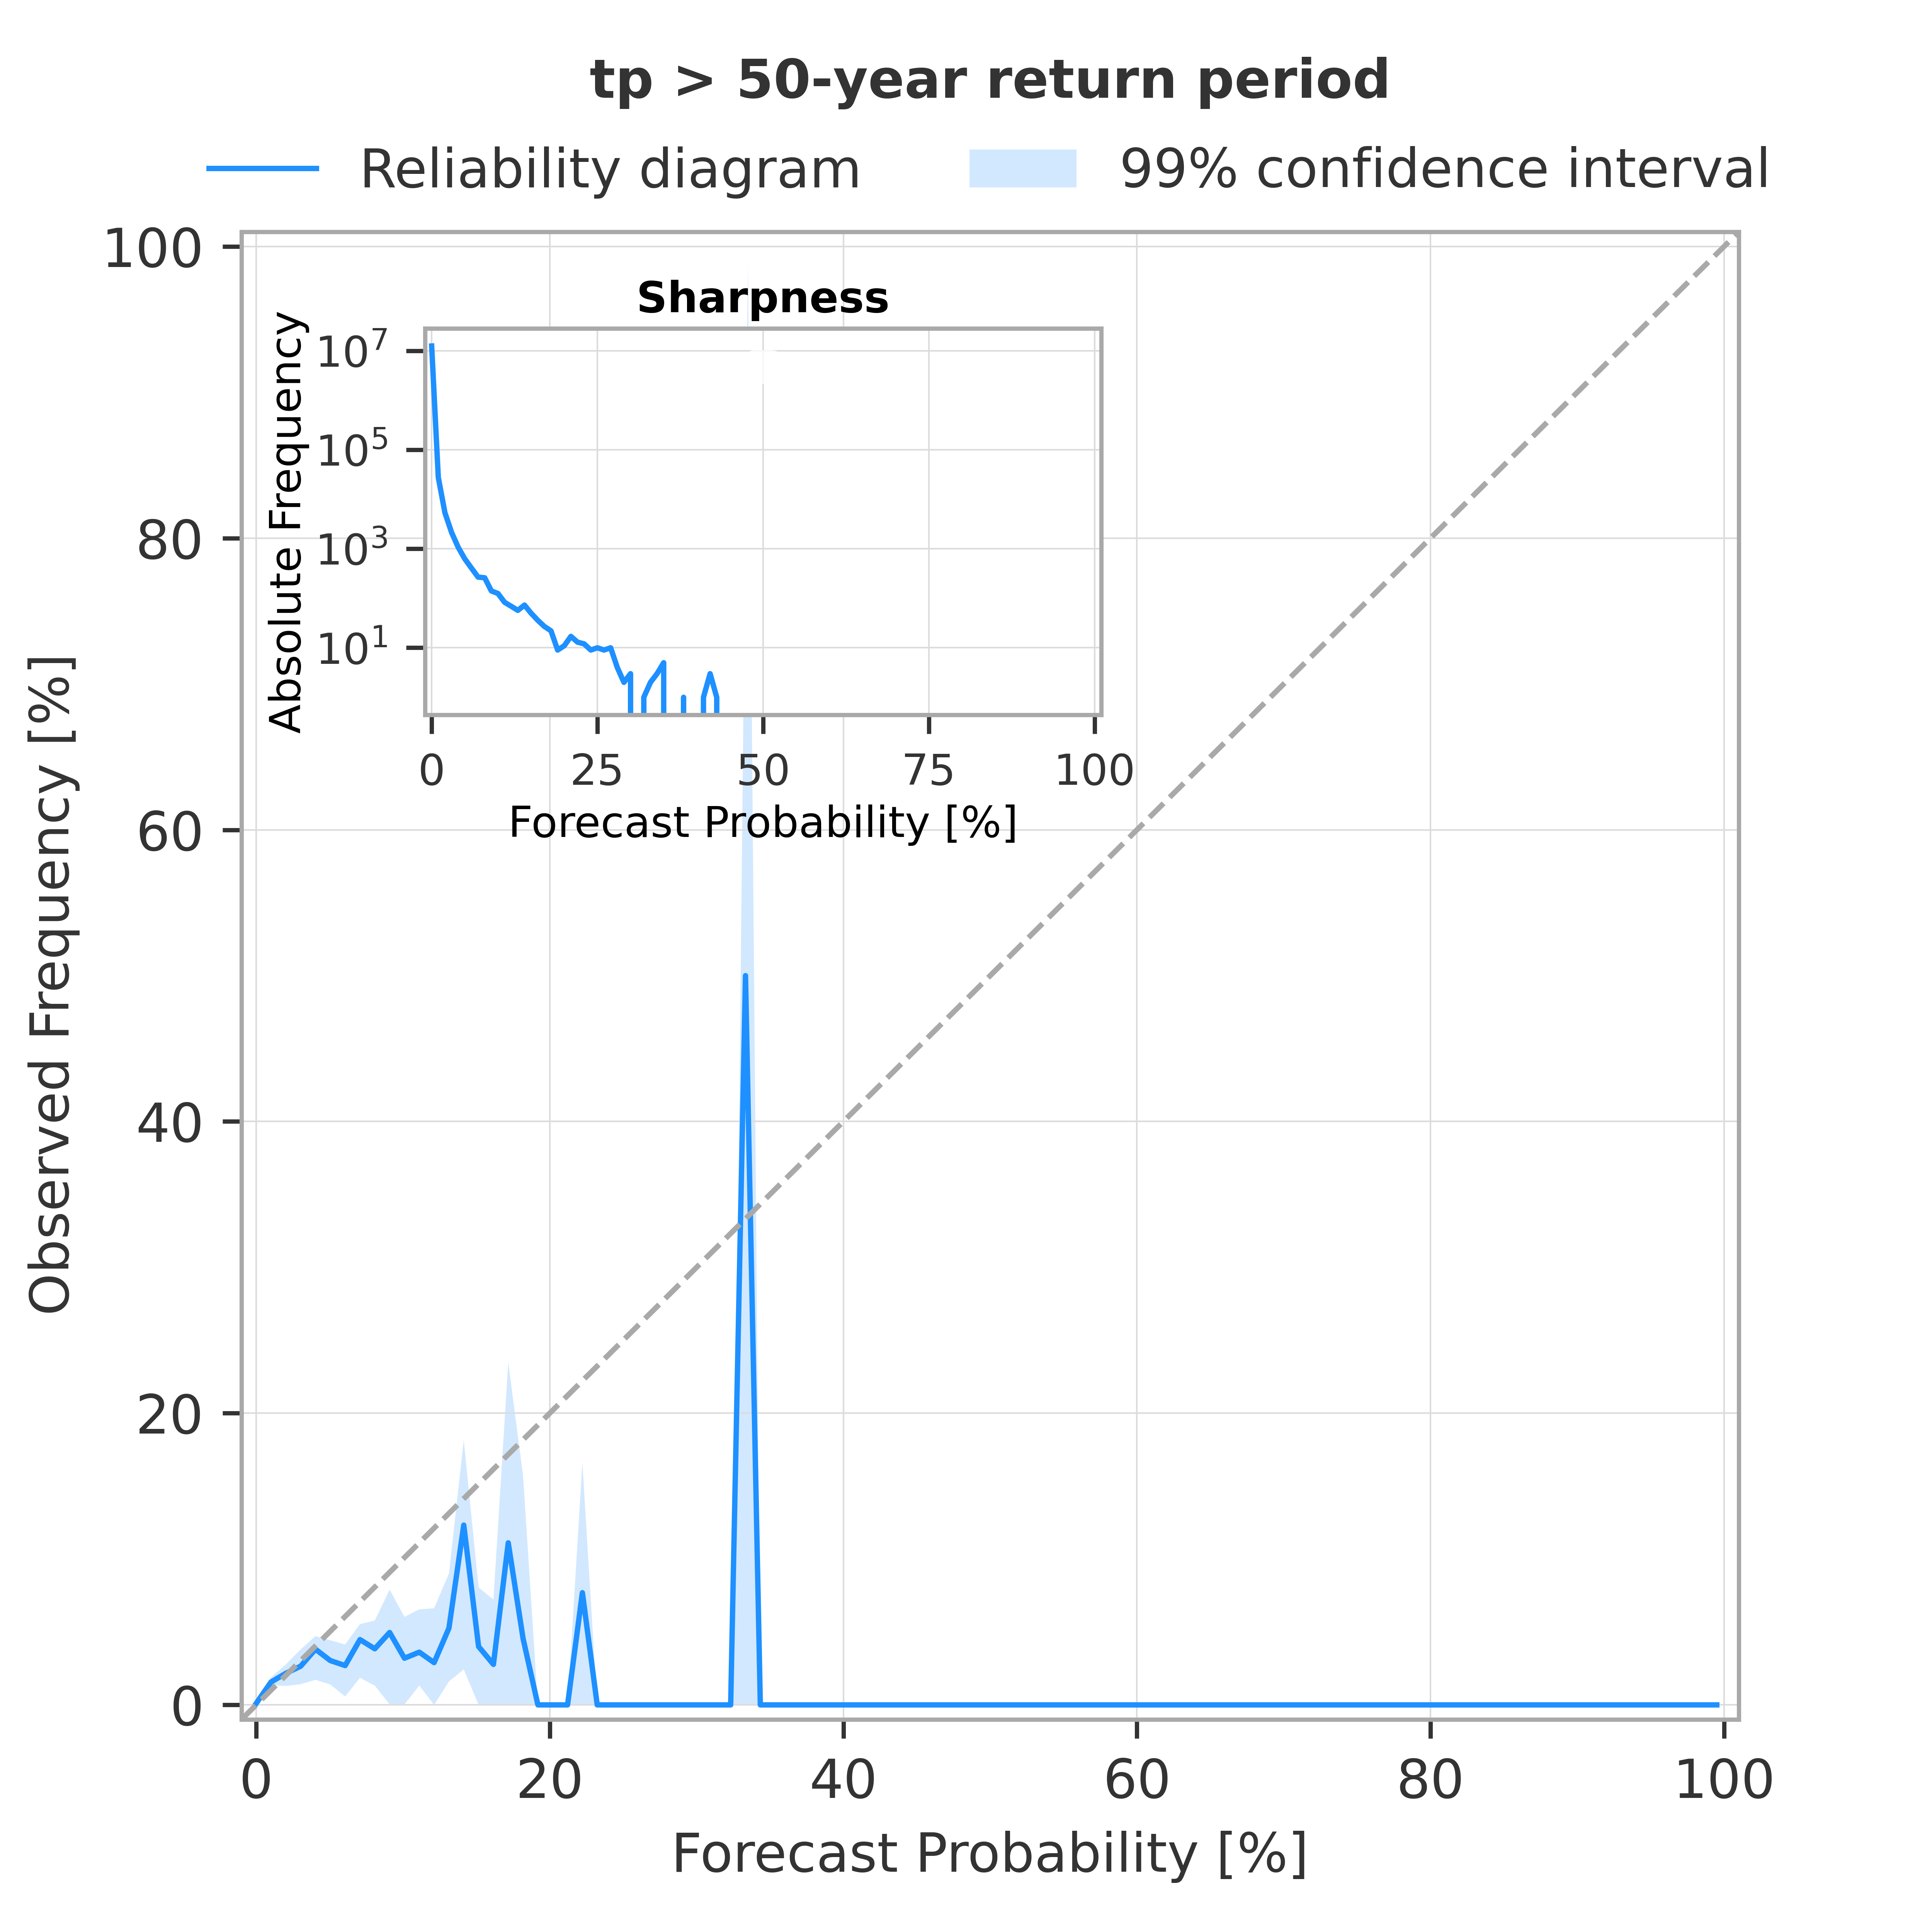 tp > 50-year return period
Reliability diagram
99% confidence interval
Observed Frequency [%]
100
80
60
40
20
0
Sharpness
Absolute Frequency
10⁷
10⁵
10³
10¹
0 25 50 75 100
Forecast Probability [%]
0 20 40 60 80 100
Forecast Probability [%]